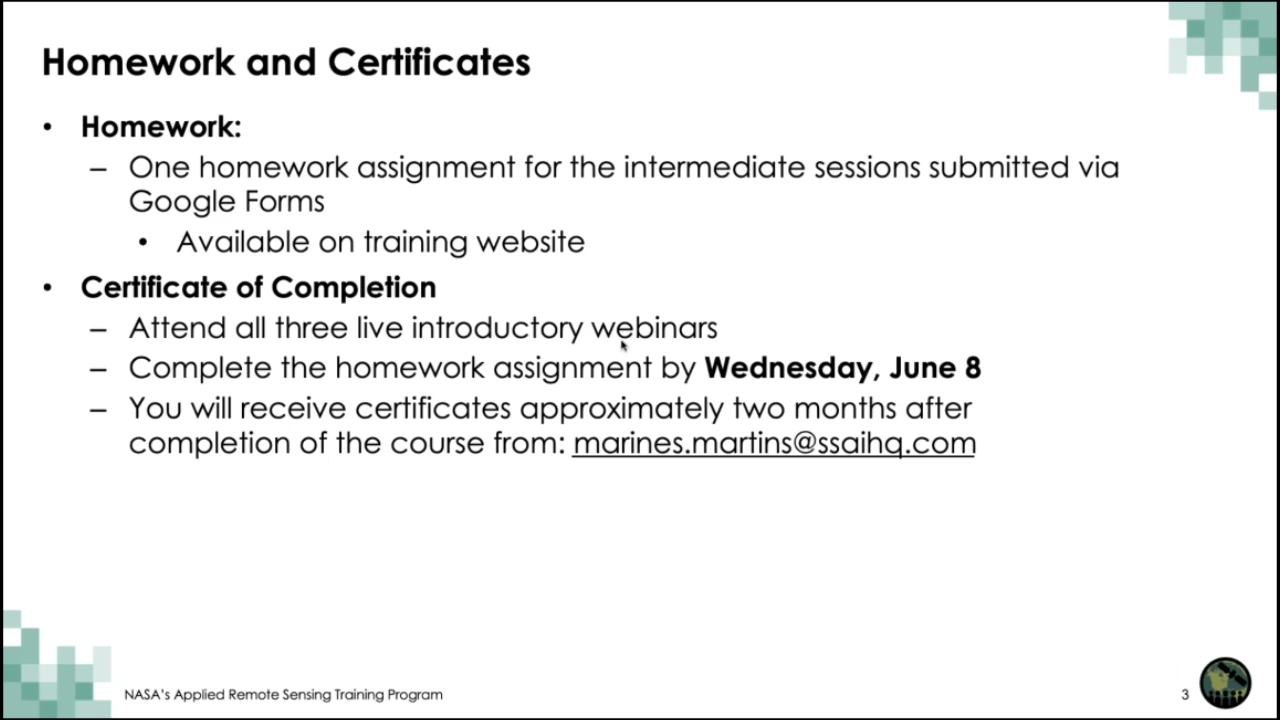 Homework and Certificates
• Homework:
– One homework assignment for the intermediate sessions submitted via
Google Forms
• Available on training website
• Certificate of Completion
– Attend all three live introductory webinars
– Complete the homework assignment by Wednesday, June 8
– You will receive certificates approximately two months after
completion of the course from: marines.martins@ssaihq.com
NASA's Applied Remote Sensing Training Program
3